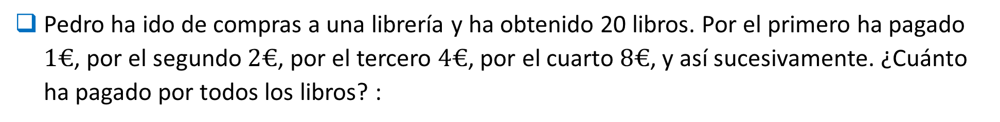 ❑ Pedro ha ido de compras a una librería y ha obtenido 20 libros. Por el primero ha pagado
1€, por el segundo 2€, por el tercero 4€, por el cuarto 8€, y así sucesivamente. ¿Cuánto
ha pagado por todos los libros? :